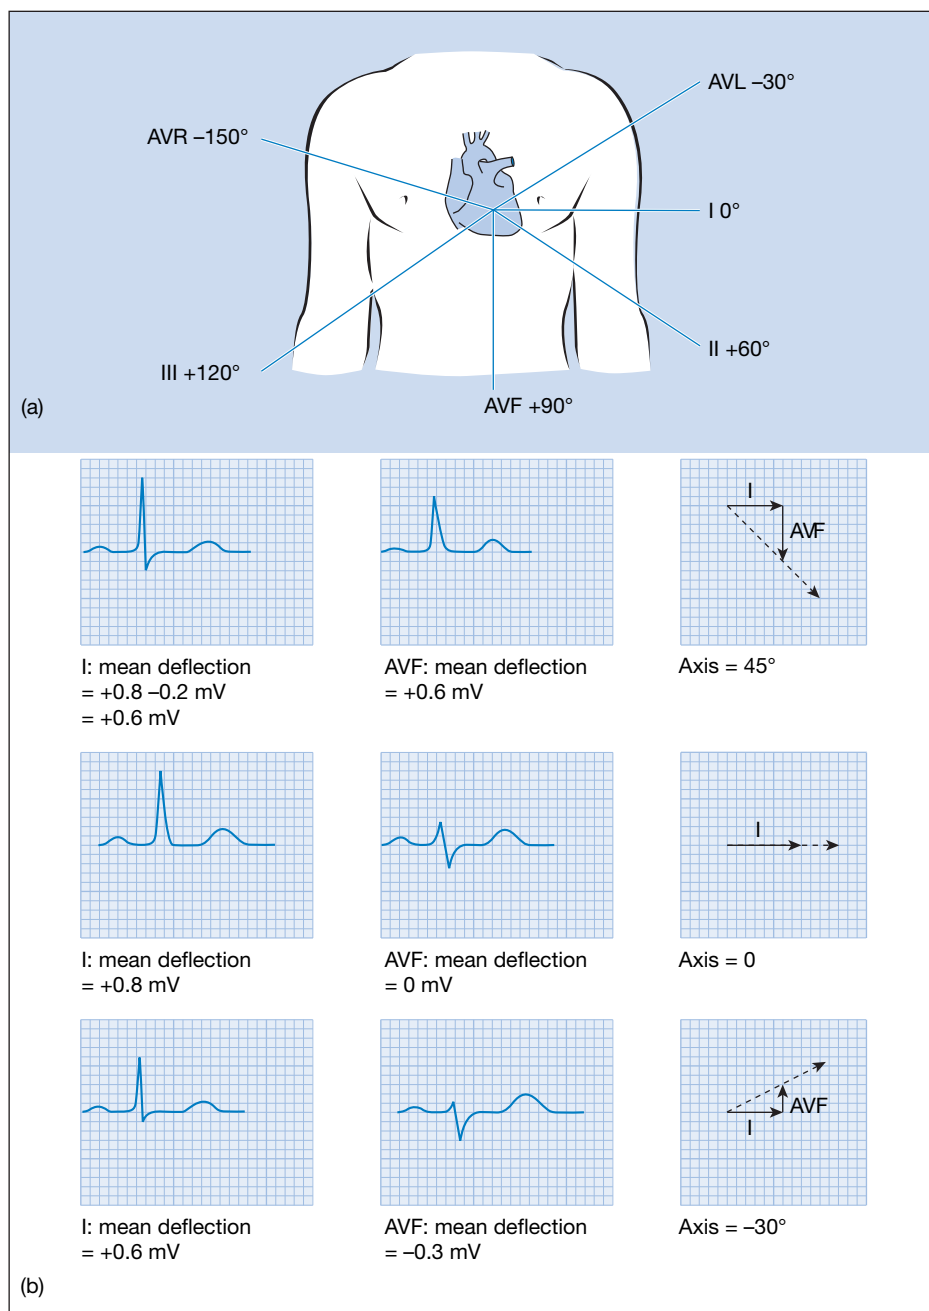 AVL –30°
AVR –150°
I 0°
II +60°
III +120°
AVF +90°
(a)
I
AVF
I: mean deflection
= +0.8 –0.2 mV
= +0.6 mV
AVF: mean deflection
= +0.6 mV
Axis = 45°
I
I: mean deflection
= +0.8 mV
AVF: mean deflection
= 0 mV
Axis = 0
AVF
I
I: mean deflection
= +0.6 mV
AVF: mean deflection
= –0.3 mV
Axis = –30°
(b)